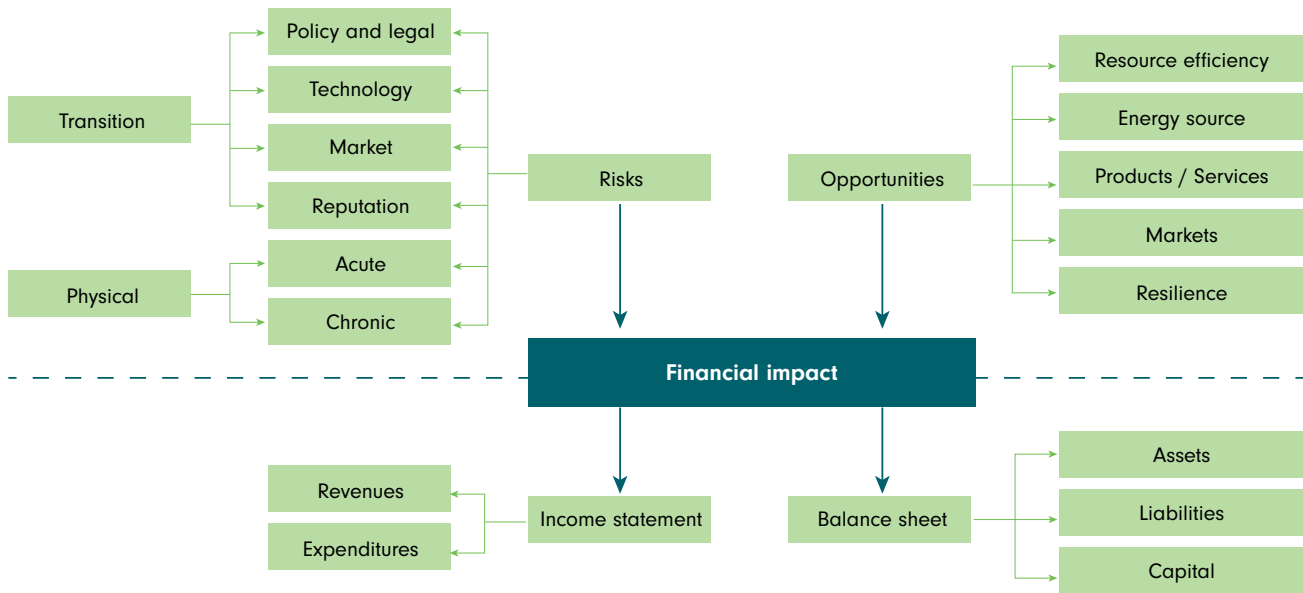 Policy and legal
Technology
Transition
Market
Reputation
Physical
Acute
Chronic
Risks
Opportunities
Resource efficiency
Energy source
Products / Services
Markets
Resilience
Financial impact
Revenues
Expenditures
Income statement
Balance sheet
Assets
Liabilities
Capital